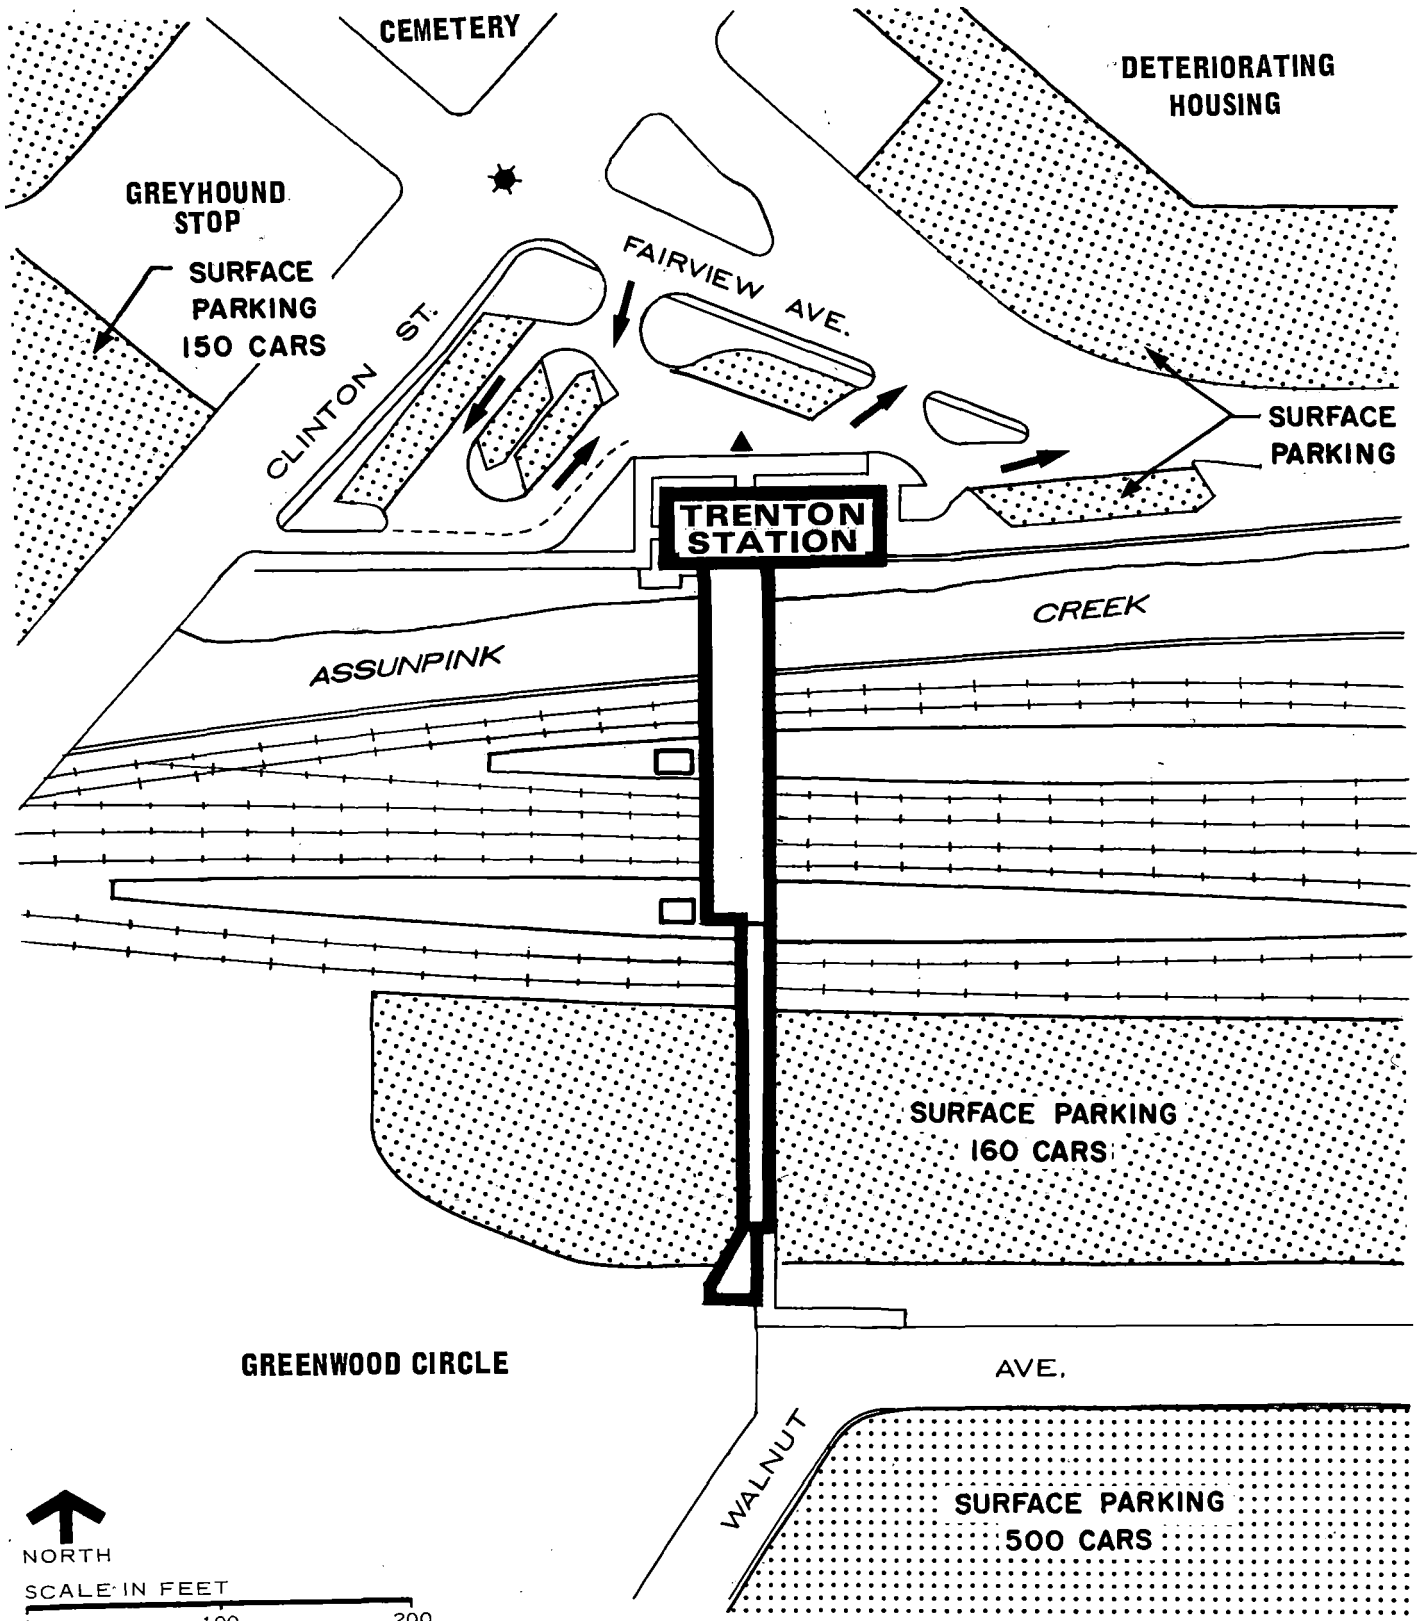 CEMETERY
DETERIORATING
HOUSING
GREYHOUND
STOP
SURFACE
PARKING
150 CARS
CLINTON ST.
FAIRVIEW AVE.
SURFACE
PARKING
TRENTON
STATION
ASSUNPINK
CREEK
SURFACE PARKING
160 CARS
GREENWOOD CIRCLE
AVE.
WALNUT
SURFACE PARKING
500 CARS
NORTH
SCALE IN FEET
100
200